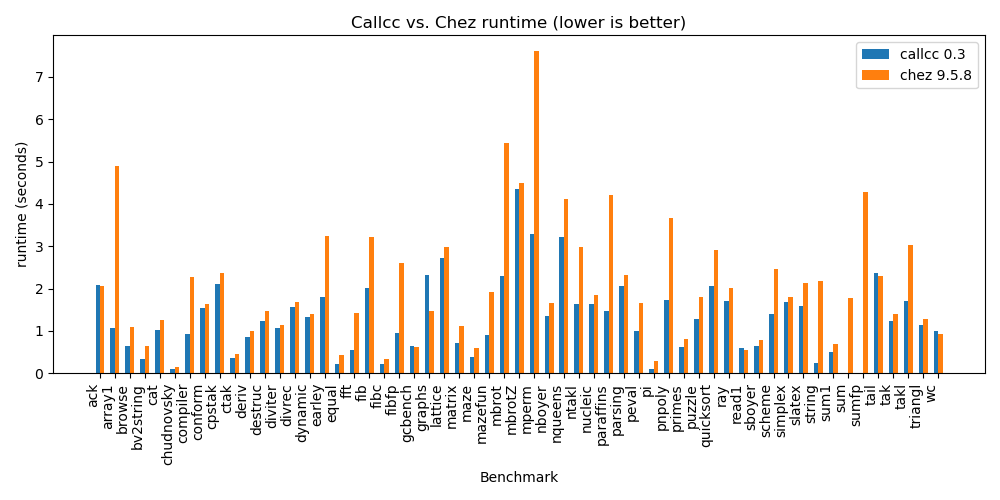 Callcc vs. Chez runtime (lower is better)
callcc 0.3
chez 9.5.8
runtime (seconds)
7
6
5
4
3
2
1
0
ack
array1
browse
bv2string
cat
chudnovsky
compiler
conform
cpstak
ctak
deriv
destruc
diviter
divrec
dynamic
earley
equal
fft
fib
fibc
fibfp
gcbench
graphs
lattice
matrix
maze
mazefun
mbrot
mbrotZ
mperm
nboyer
nqueens
ntakl
nucleic
paraffins
parsing
peval
pi
pnpoly
primes
puzzle
quicksort
ray
read1
sboyer
scheme
simplex
slatex
string
sum1
sum
sumfp
tail
tak
takl
triangl
wc
Benchmark